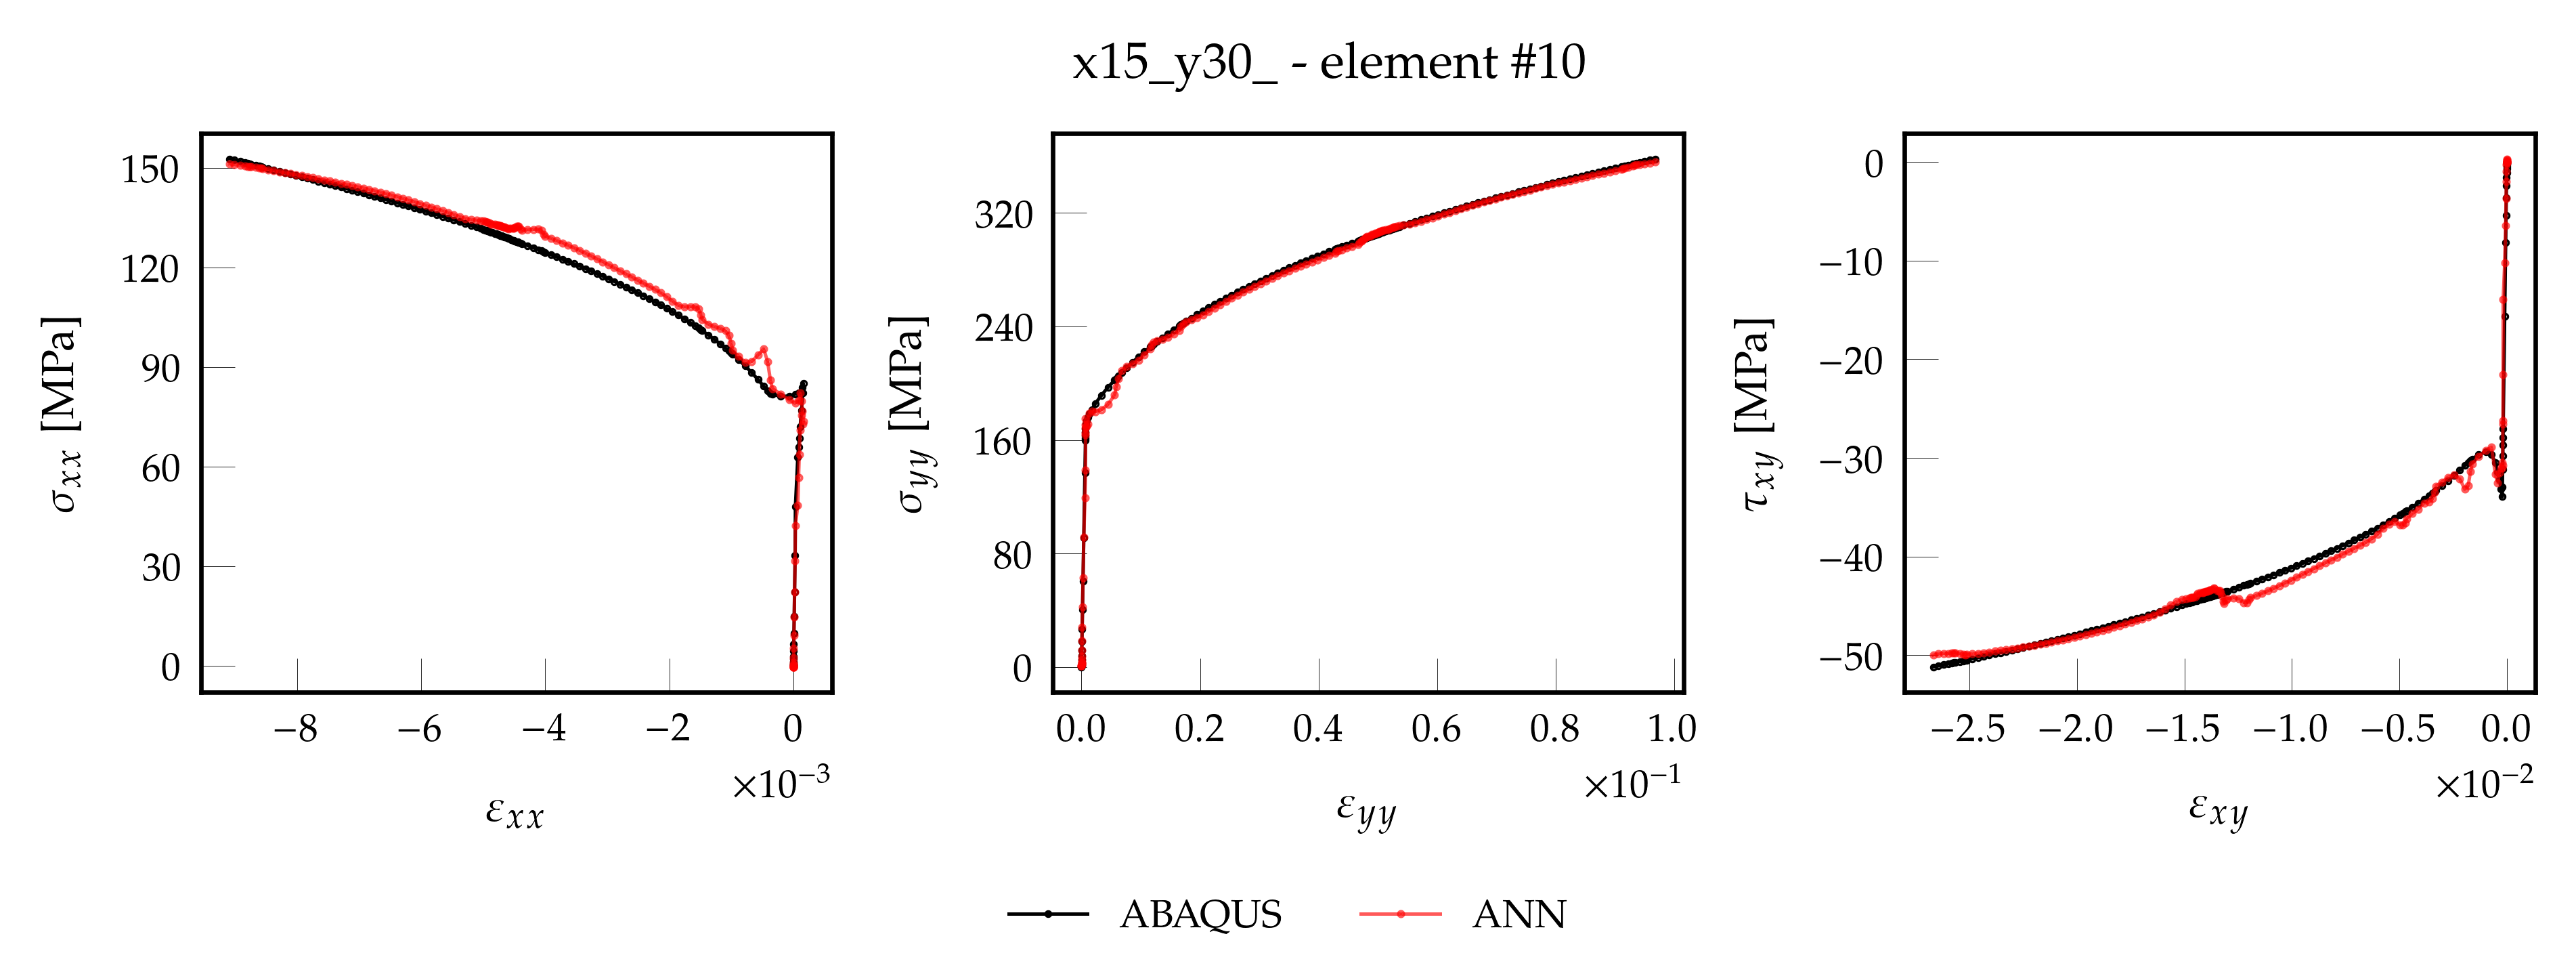 x15_y30_ - element #10
150
120
90
60
30
0
σxx [MPa]
−8 −6 −4 −2 0
×10−3
εxx
320
240
160
80
0
σyy [MPa]
0.0 0.2 0.4 0.6 0.8 1.0
×10−1
εyy
0
−10
−20
−30
−40
−50
τxy [MPa]
−2.5 −2.0 −1.5 −1.0 −0.5 0.0
×10−2
εxy
ABAQUS ANN